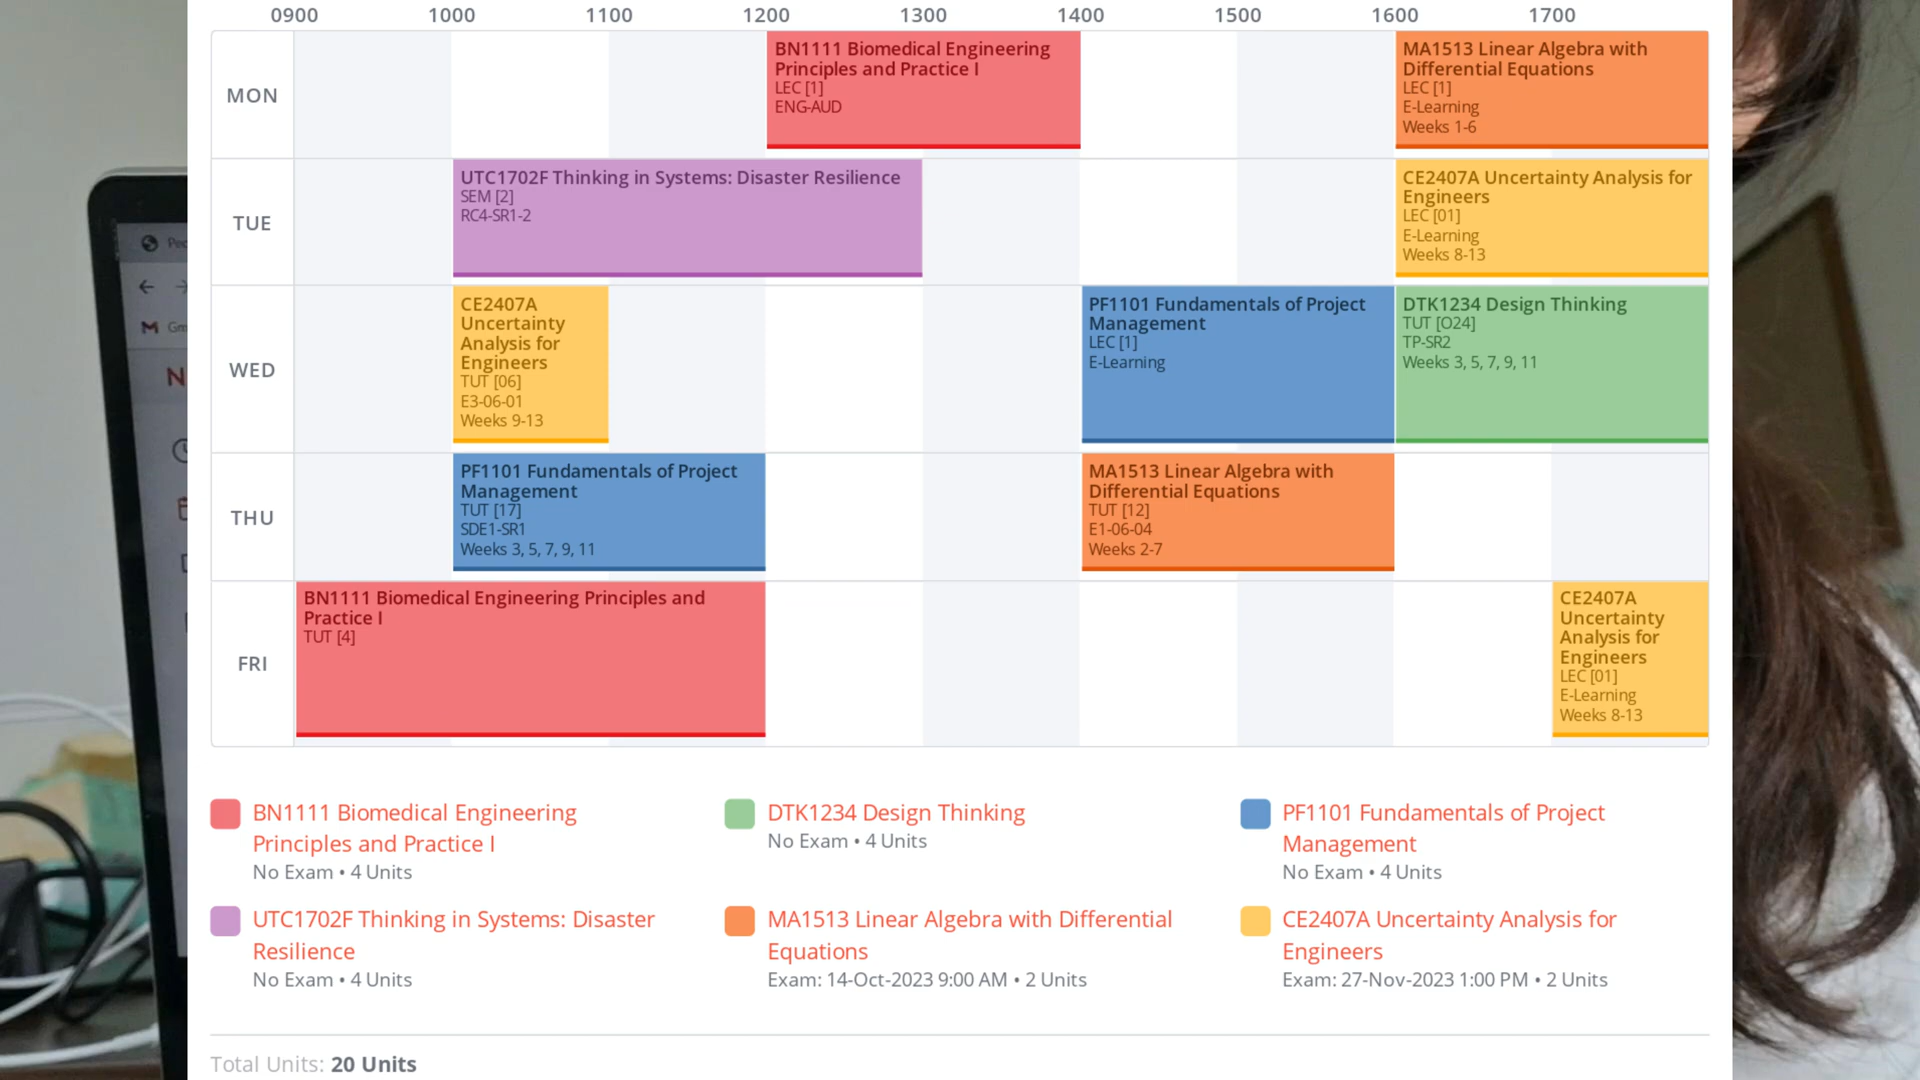 0900 1000 1100 1200 1300 1400 1500 1600 1700
MON
BN1111 Biomedical Engineering
Principles and Practice I
LEC [1]
ENG-AUD
MA1513 Linear Algebra with
Differential Equations
LEC [1]
E-Learning
Weeks 1-6
TUE
UTC1702F Thinking in Systems: Disaster Resilience
SEM [2]
RC4-SR1-2
CE2407A Uncertainty Analysis for
Engineers
LEC [01]
E-Learning
Weeks 8-13
WED
CE2407A
Uncertainty
Analysis for
Engineers
TUT [06]
E3-06-01
Weeks 9-13
PF1101 Fundamentals of Project
Management
LEC [1]
E-Learning
DTK1234 Design Thinking
TUT [O24]
TP-SR2
Weeks 3, 5, 7, 9, 11
THU
PF1101 Fundamentals of Project
Management
TUT [17]
SDE1-SR1
Weeks 3, 5, 7, 9, 11
MA1513 Linear Algebra with
Differential Equations
TUT [12]
E1-06-04
Weeks 2-7
FRI
BN1111 Biomedical Engineering Principles and
Practice I
TUT [4]
CE2407A
Uncertainty
Analysis for
Engineers
LEC [01]
E-Learning
Weeks 8-13
BN1111 Biomedical Engineering
Principles and Practice I
No Exam • 4 Units
DTK1234 Design Thinking
No Exam • 4 Units
PF1101 Fundamentals of Project
Management
No Exam • 4 Units
UTC1702F Thinking in Systems: Disaster
Resilience
No Exam • 4 Units
MA1513 Linear Algebra with Differential
Equations
Exam: 14-Oct-2023 9:00 AM • 2 Units
CE2407A Uncertainty Analysis for
Engineers
Exam: 27-Nov-2023 1:00 PM • 2 Units
Total Units: 20 Units